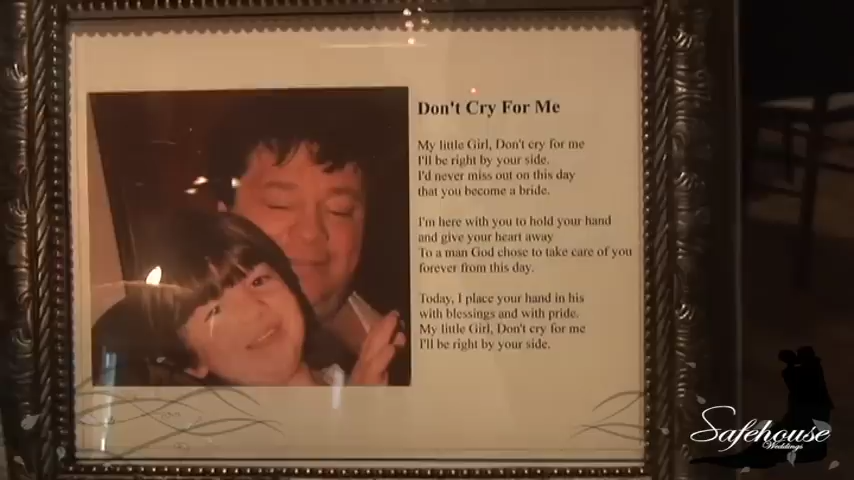 Don't Cry For Me
My little Girl, Don't cry for me
I'll be right by your side.
I'd never miss out on this day
that you become a bride.
I'm here with you to hold your hand
and give your heart away
To a man God chose to take care of you
forever from this day.
Today, I place your hand in his
with blessings and with pride.
My little Girl, Don't cry for me
I'll be right by your side.
Safehouse
Weddings